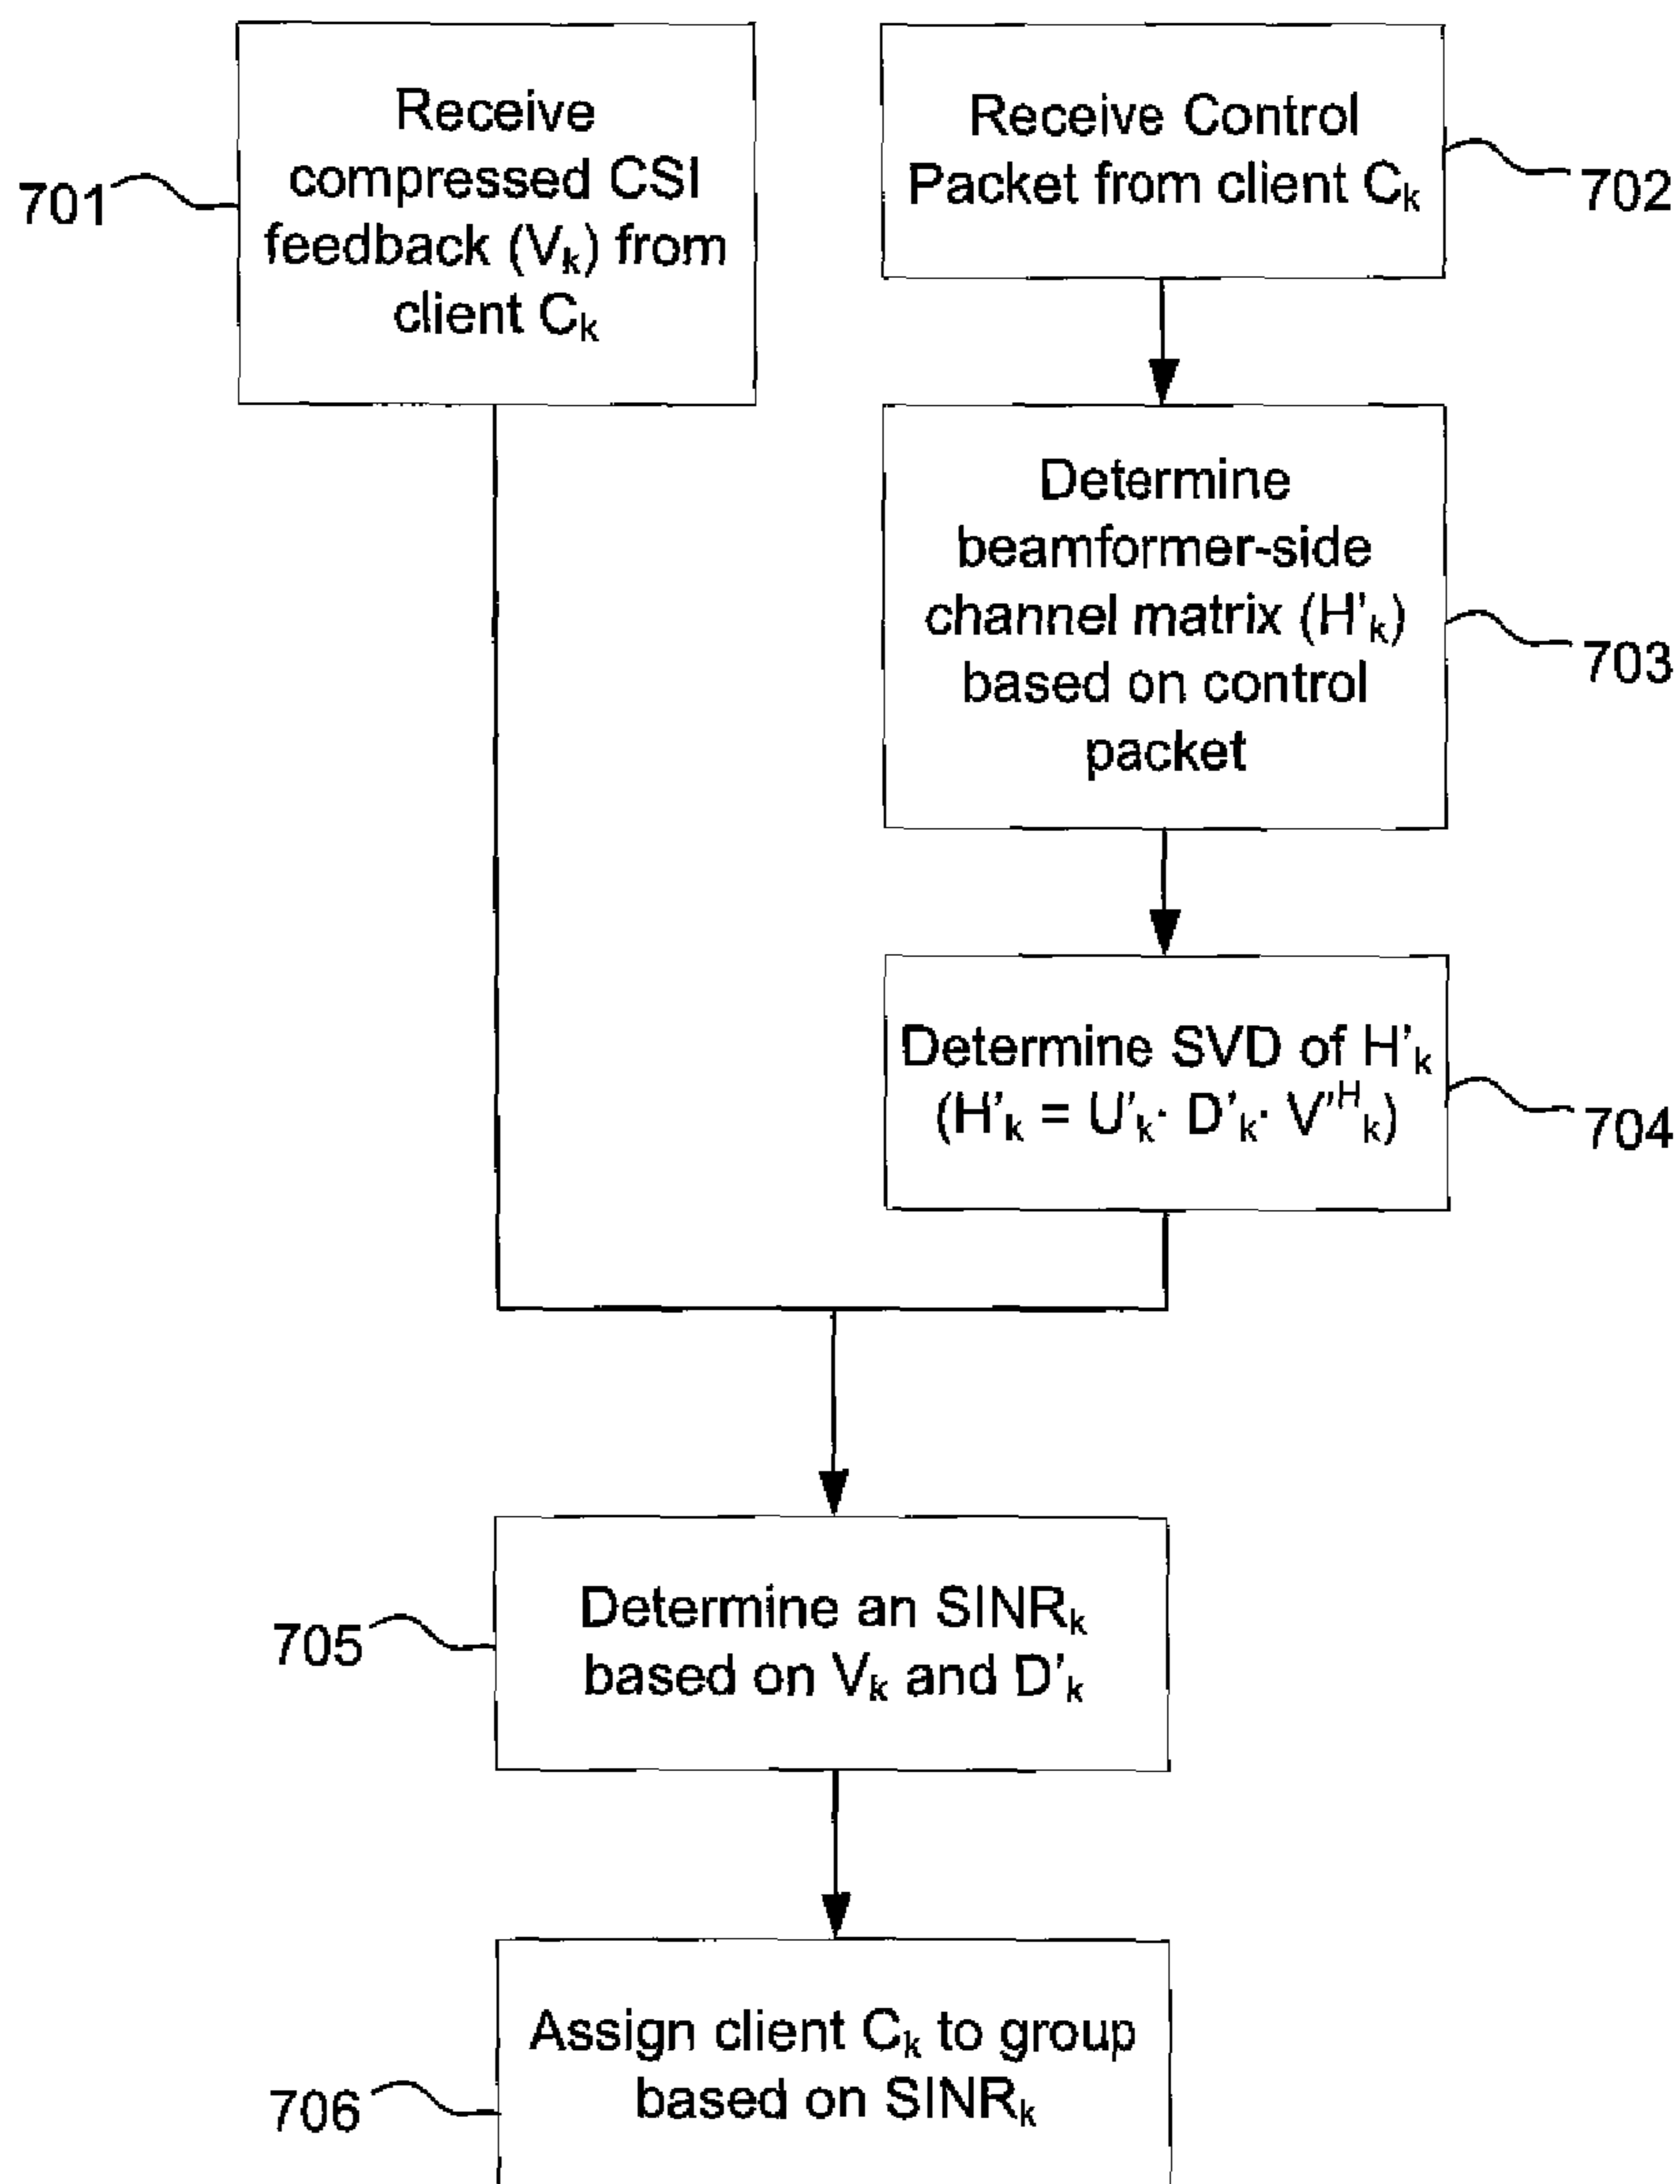 Receive
compressed CSI
feedback (Vk) from
client Ck
701
Receive Control
Packet from client Ck
702
Determine
beamformer-side
channel matrix (H'k)
based on control
packet
703
Determine SVD of H'k
(H'k = U'k· D'k· V'Hk)
704
Determine an SINRk
based on Vk and D'k
705
Assign client Ck to group
based on SINRk
706